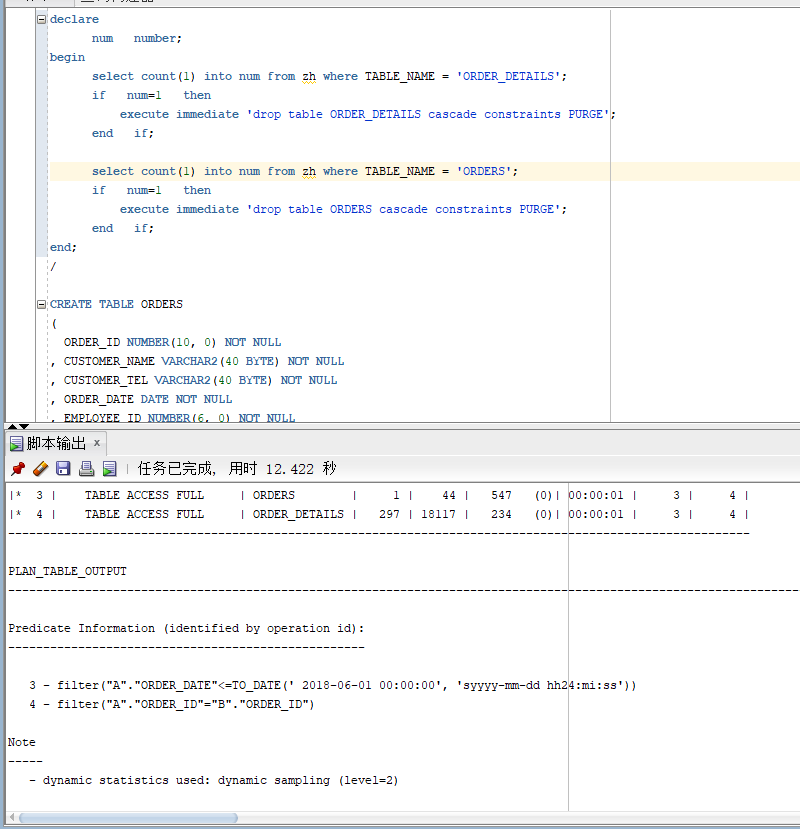 declare
num number;
begin
select count(1) into num from zh where TABLE_NAME = 'ORDER_DETAILS';
if num=1 then
execute immediate 'drop table ORDER_DETAILS cascade constraints PURGE';
end if;
select count(1) into num from zh where TABLE_NAME = 'ORDERS';
if num=1 then
execute immediate 'drop table ORDERS cascade constraints PURGE';
end if;
end;
/
CREATE TABLE ORDERS
(
ORDER_ID NUMBER(10, 0) NOT NULL
, CUSTOMER_NAME VARCHAR2(40 BYTE) NOT NULL
, CUSTOMER_TEL VARCHAR2(40 BYTE) NOT NULL
, ORDER_DATE DATE NOT NULL
, EMPLOYEE_ID NUMBER(6, 0) NOT NULL
脚本输出 x
任务已完成, 用时 12.422 秒
|* 3 | TABLE ACCESS FULL | ORDERS | 1 | 44 | 547 (0)| 00:00:01 | 3 | 4 |
|* 4 | TABLE ACCESS FULL | ORDER_DETAILS | 297 | 18117 | 234 (0)| 00:00:01 | 3 | 4 |
----------------------------------------------------------------------------------------------------------
PLAN_TABLE_OUTPUT
-----------------------------------------------------------------------------------------------------------------
Predicate Information (identified by operation id):
---------------------------------------------------
3 - filter("A"."ORDER_DATE"<=TO_DATE(' 2018-06-01 00:00:00', 'syyyy-mm-dd hh24:mi:ss'))
4 - filter("A"."ORDER_ID"="B"."ORDER_ID")
Note
-----
- dynamic statistics used: dynamic sampling (level=2)